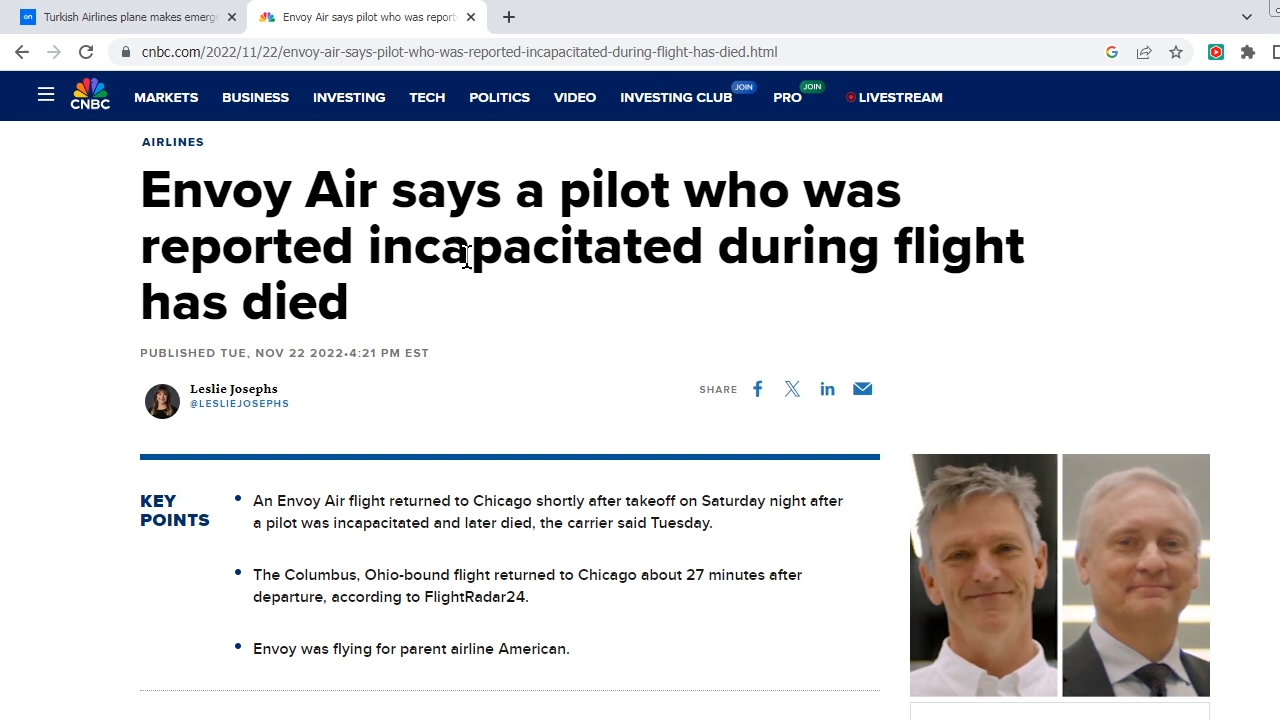 Turkish Airlines plane makes emerg
Envoy Air says pilot who was report
cnbc.com/2022/11/22/envoy-air-says-pilot-who-was-reported-incapacitated-during-flight-has-died.html
CNBC
MARKETS BUSINESS INVESTING TECH POLITICS VIDEO INVESTING CLUB JOIN PRO JOIN LIVESTREAM
AIRLINES
Envoy Air says a pilot who was
reported incapacitated during flight
has died
PUBLISHED TUE, NOV 22 2022•4:21 PM EST
Leslie Josephs
@LESLIEJOSEPHS
SHARE
KEY
POINTS
An Envoy Air flight returned to Chicago shortly after takeoff on Saturday night after
a pilot was incapacitated and later died, the carrier said Tuesday.
The Columbus, Ohio-bound flight returned to Chicago about 27 minutes after
departure, according to FlightRadar24.
Envoy was flying for parent airline American.